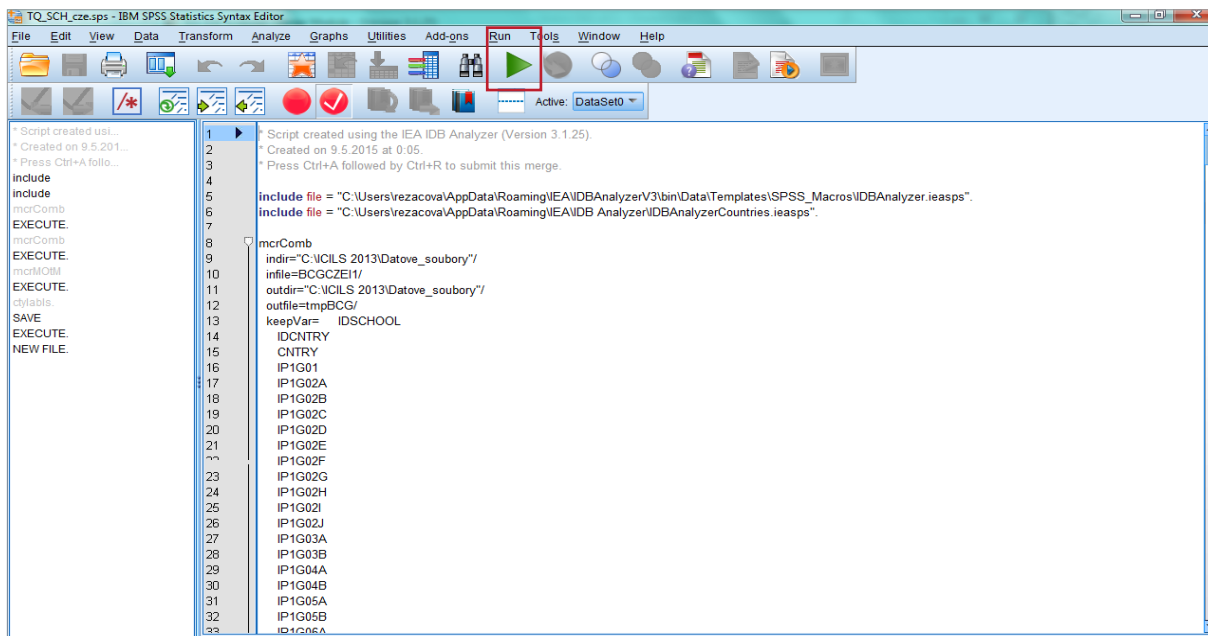 TQ_SCH_cze.sps - IBM SPSS Statistics Syntax Editor
File Edit View Data Transform Analyze Graphs Utilities Add-ons Run Tools Window Help
Active: DataSet0
* Script created usi...
* Created on 9.5.201...
* Press Ctrl+A follo...
include
include
mcrComb
EXECUTE.
mcrComb
EXECUTE.
mcrMOtM
EXECUTE.
ctylabls.
SAVE
EXECUTE.
NEW FILE.
1 * Script created using the IEA IDB Analyzer (Version 3.1.25).
2 * Created on 9.5.2015 at 0:05.
3 * Press Ctrl+A followed by Ctrl+R to submit this merge.
4
5 include file = "C:\Users\rezacova\AppData\Roaming\IEA\IDBAnalyzerV3\bin\Data\Templates\SPSS_Macros\IDBAnalyzer.ieasps".
6 include file = "C:\Users\rezacova\AppData\Roaming\IEA\IDB Analyzer\IDBAnalyzerCountries.ieasps".
7
8 mcrComb
9 indir="C:\ICILS 2013\Datove_soubory"/
10 infile=BCGCZEI1/
11 outdir="C:\ICILS 2013\Datove_soubory"/
12 outfile=tmpBCG/
13 keepVar= IDSCHOOL
14 IDCNTRY
15 CNTRY
16 IP1G01
17 IP1G02A
18 IP1G02B
19 IP1G02C
20 IP1G02D
21 IP1G02E
IP1G02F
23 IP1G02G
24 IP1G02H
25 IP1G02I
26 IP1G02J
27 IP1G03A
28 IP1G03B
29 IP1G04A
30 IP1G04B
31 IP1G05A
32 IP1G05B
33 IP1G06A